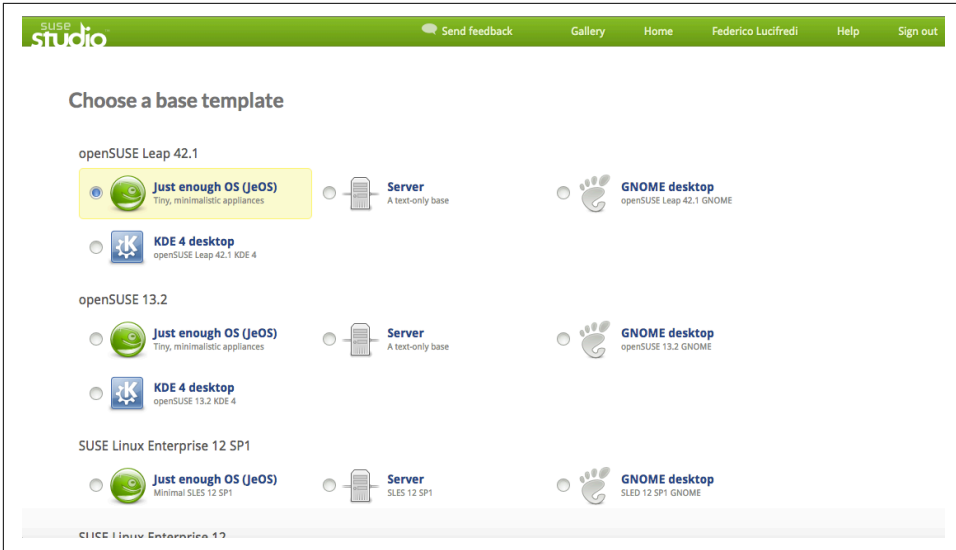 suse
studio
Send feedback Gallery Home Federico Lucifredi Help Sign out
Choose a base template
openSUSE Leap 42.1
Just enough OS (JeOS) Server GNOME desktop
Tiny, minimalistic appliances A text-only base openSUSE Leap 42.1 GNOME
KDE 4 desktop
openSUSE Leap 42.1 KDE 4
openSUSE 13.2
Just enough OS (JeOS) Server GNOME desktop
Tiny, minimalistic appliances A text-only base openSUSE 13.2 GNOME
KDE 4 desktop
openSUSE 13.2 KDE 4
SUSE Linux Enterprise 12 SP1
Just enough OS (JeOS) Server GNOME desktop
Minimal SLES 12 SP1 SLES 12 SP1 SLED 12 SP1 GNOME
SUSE Linux Enterprise 12